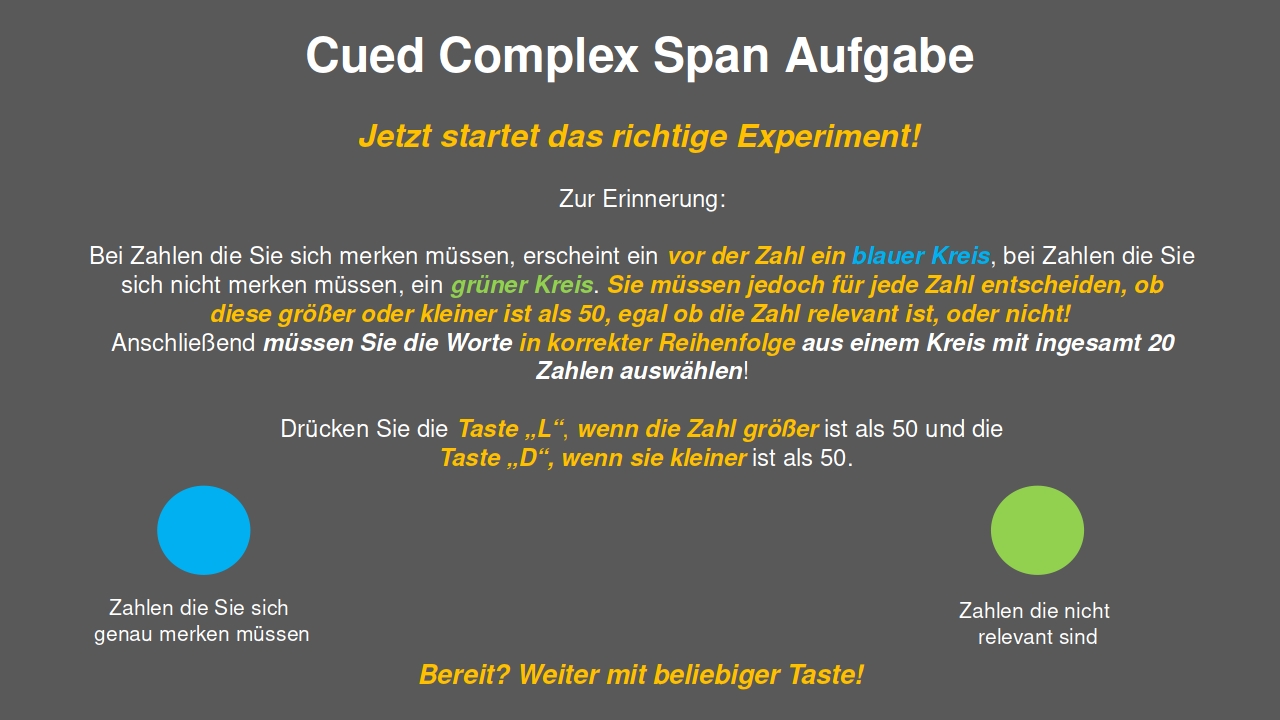 Cued Complex Span Aufgabe
Jetzt startet das richtige Experiment!
Zur Erinnerung:
Bei Zahlen die Sie sich merken müssen, erscheint ein vor der Zahl ein blauer Kreis, bei Zahlen die Sie
sich nicht merken müssen, ein grüner Kreis. Sie müssen jedoch für jede Zahl entscheiden, ob
diese größer oder kleiner ist als 50, egal ob die Zahl relevant ist, oder nicht!
Anschließend müssen Sie die Worte in korrekter Reihenfolge aus einem Kreis mit ingesamt 20
Zahlen auswählen!
Drücken Sie die Taste „L“, wenn die Zahl größer ist als 50 und die
Taste „D“, wenn sie kleiner ist als 50.
Zahlen die Sie sich
genau merken müssen
Zahlen die nicht
relevant sind
Bereit? Weiter mit beliebiger Taste!